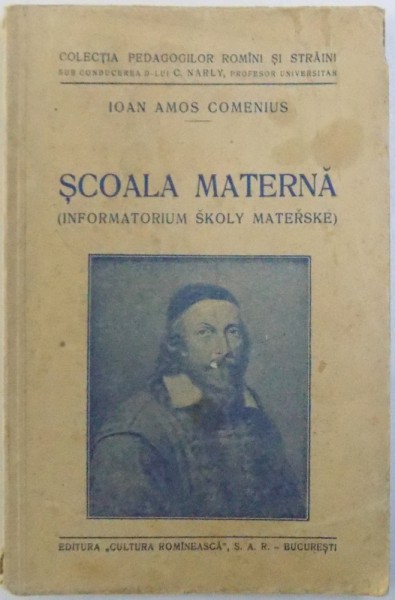 COLECȚIA PEDAGOGILOR ROMÎNI ȘI STRĂINI
SUB CONDUCEREA D-LUI C. NARLY, PROFESOR UNIVERSITAR
IOAN AMOS COMENIUS
ȘCOALA MATERNĂ
(INFORMATORIUM ŠKOLY MATEŘSKÉ)
EDITURA „CULTURA ROMÎNEASCĂ", S. A. R. – BUCUREȘTI